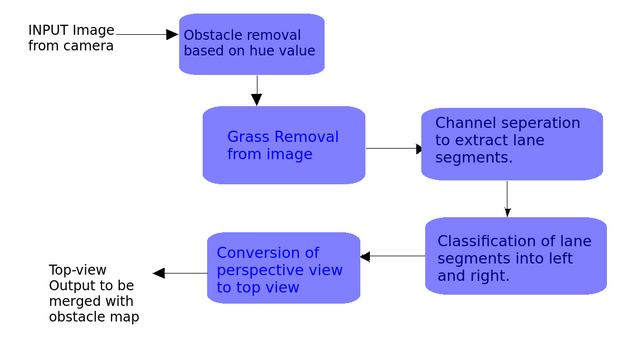 INPUT Image
from camera
Obstacle removal
based on hue value
Grass Removal
from image
Channel seperation
to extract lane
segments.
Classification of lane
segments into left
and right.
Conversion of
perspective view
to top view
Top-view
Output to be
merged with
obstacle map